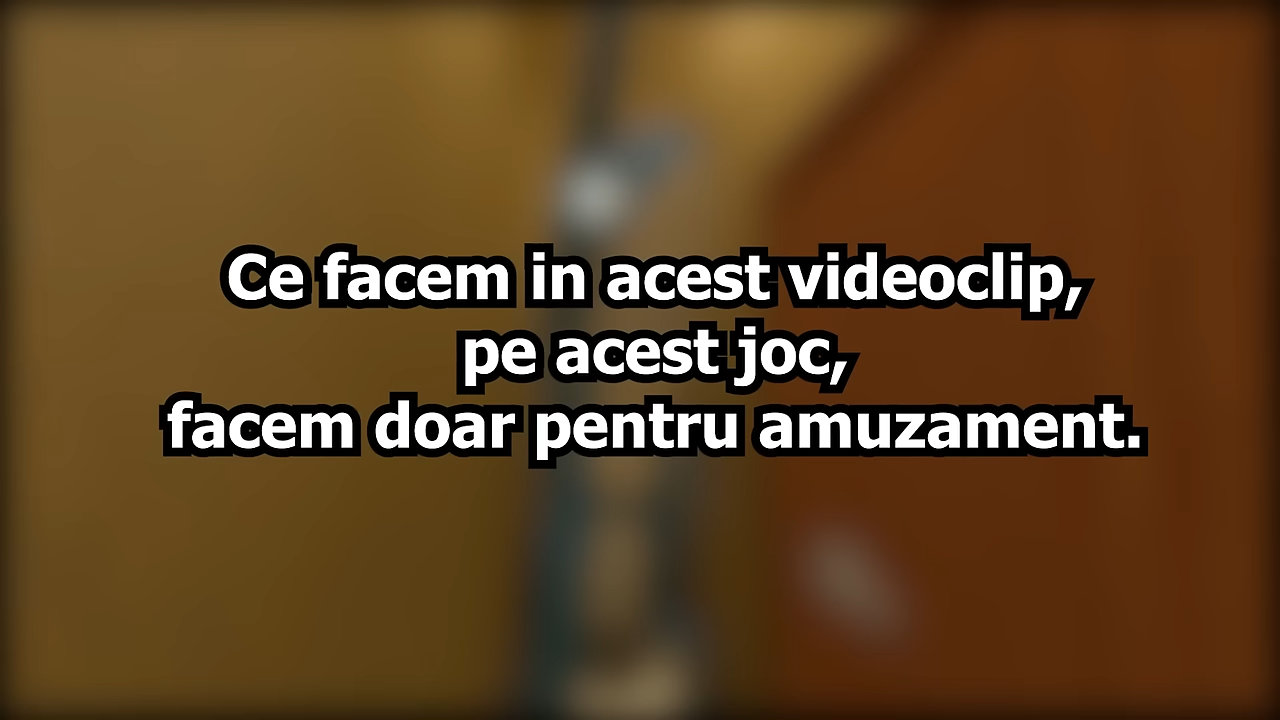 Ce facem in acest videoclip,
pe acest joc,
facem doar pentru amuzament.